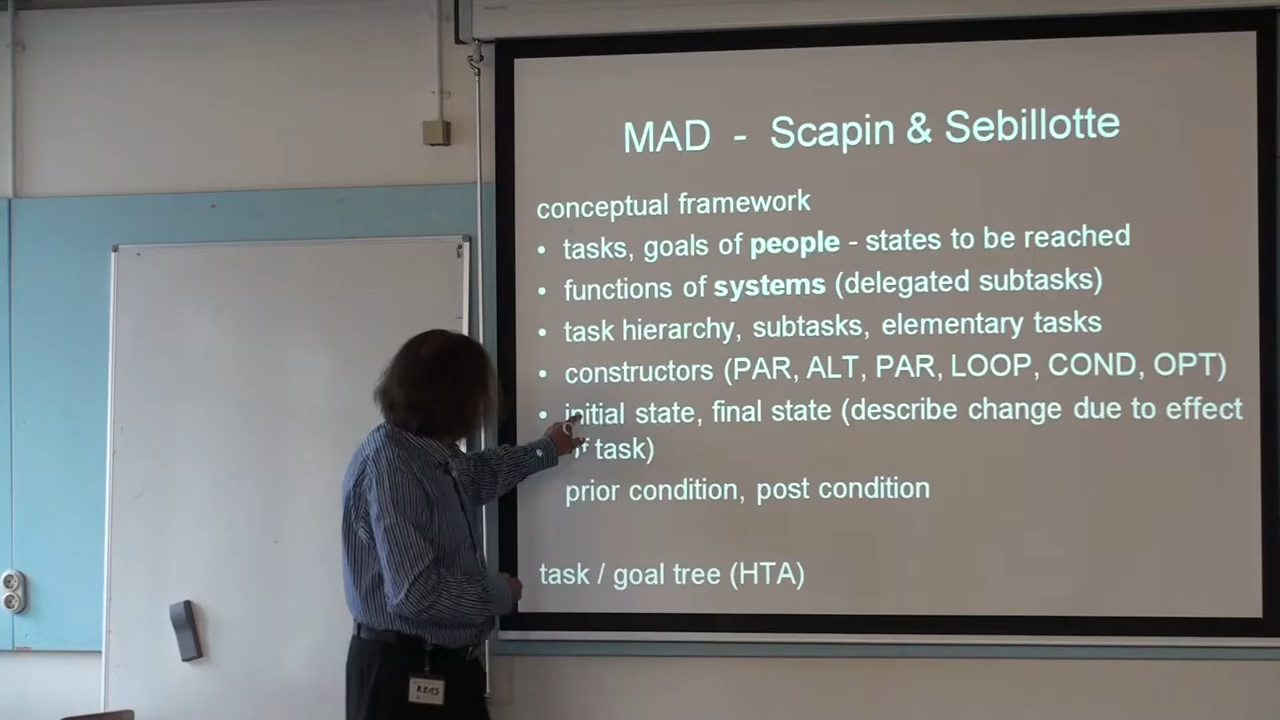 MAD - Scapin & Sebillotte
conceptual framework
• tasks, goals of people - states to be reached
• functions of systems (delegated subtasks)
• task hierarchy, subtasks, elementary tasks
• constructors (PAR, ALT, PAR, LOOP, COND, OPT)
• initial state, final state (describe change due to effect
of task)
prior condition, post condition
task / goal tree (HTA)